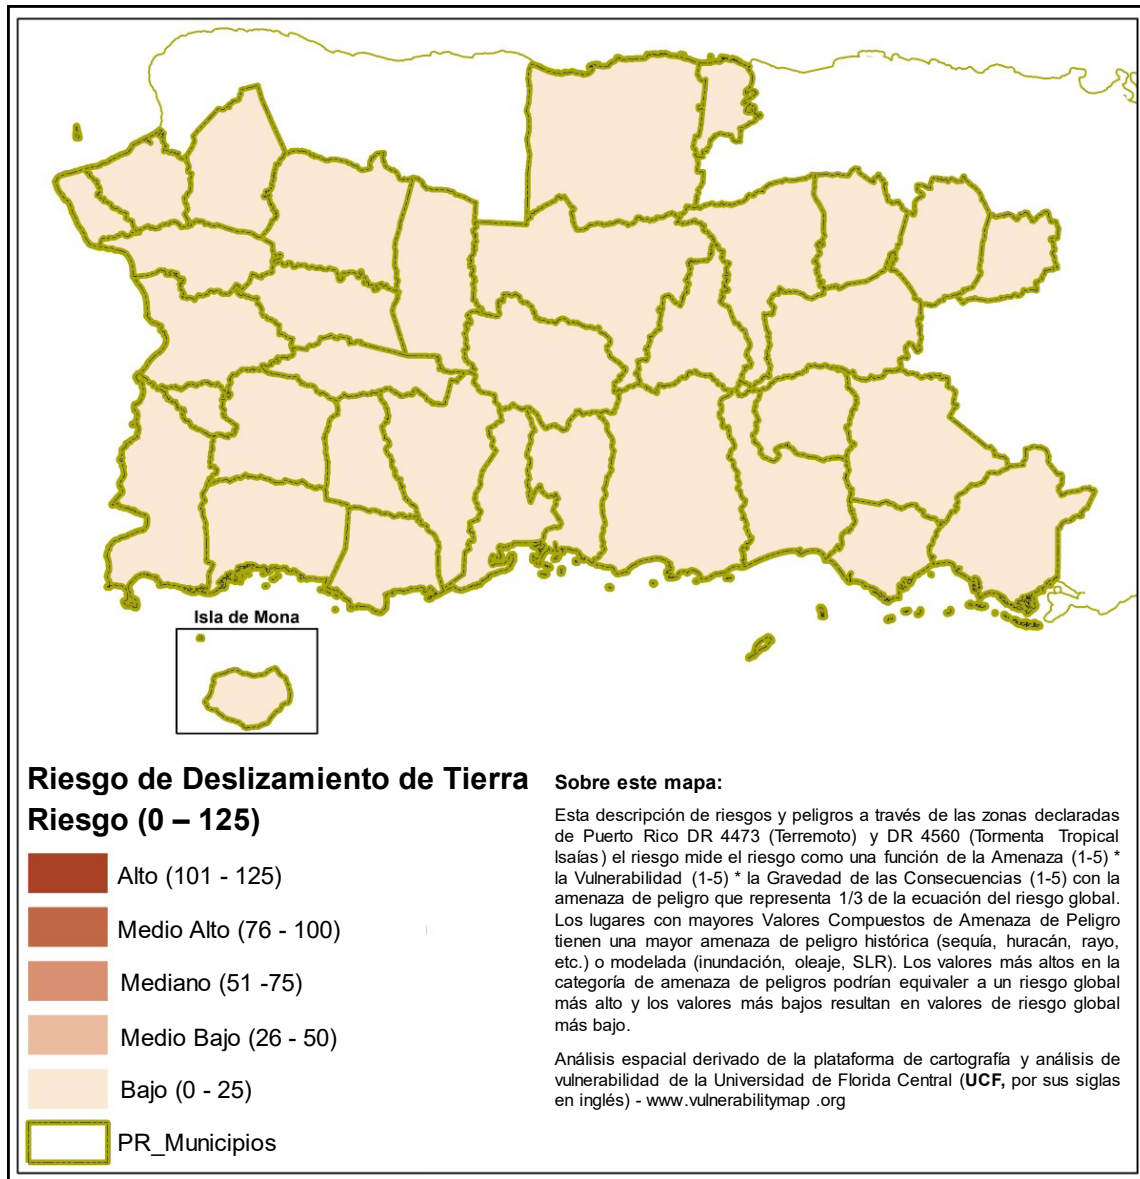 Isla de Mona
Riesgo de Deslizamiento de Tierra
Riesgo (0 – 125)
Alto (101 - 125)
Medio Alto (76 - 100)
Mediano (51 -75)
Medio Bajo (26 - 50)
Bajo (0 - 25)
PR_Municipios
Sobre este mapa:
Esta descripción de riesgos y peligros a través de las zonas declaradas
de Puerto Rico DR 4473 (Terremoto) y DR 4560 (Tormenta Tropical
Isaías) el riesgo mide el riesgo como una función de la Amenaza (1-5) *
la Vulnerabilidad (1-5) * la Gravedad de las Consecuencias (1-5) con la
amenaza de peligro que representa 1/3 de la ecuación del riesgo global.
Los lugares con mayores Valores Compuestos de Amenaza de Peligro
tienen una mayor amenaza de peligro histórica (sequía, huracán, rayo,
etc.) o modelada (inundación, oleaje, SLR). Los valores más altos en la
categoría de amenaza de peligros podrían equivaler a un riesgo global
más alto y los valores más bajos resultan en valores de riesgo global
más bajo.
Análisis espacial derivado de la plataforma de cartografía y análisis de
vulnerabilidad de la Universidad de Florida Central (UCF, por sus siglas
en inglés) - www.vulnerabilitymap .org